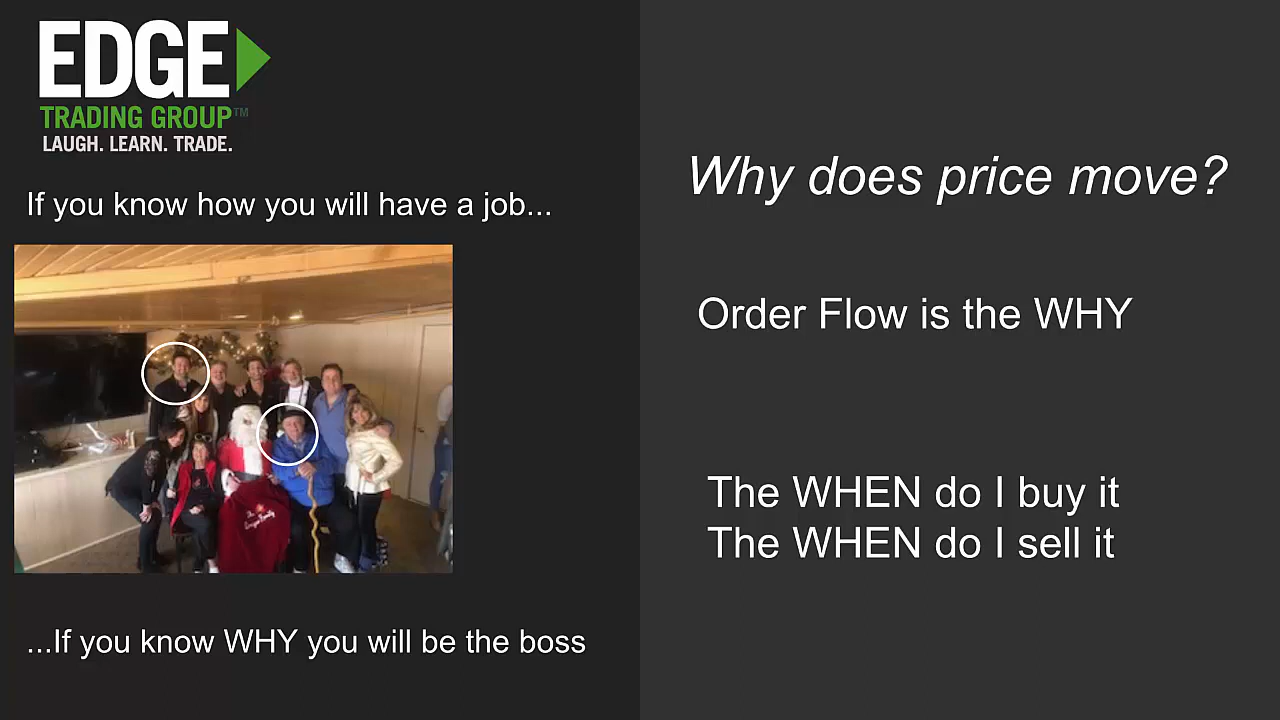 EDGE
TRADING GROUP™
LAUGH. LEARN. TRADE.
If you know how you will have a job...
...If you know WHY you will be the boss
Why does price move?
Order Flow is the WHY
The WHEN do I buy it
The WHEN do I sell it